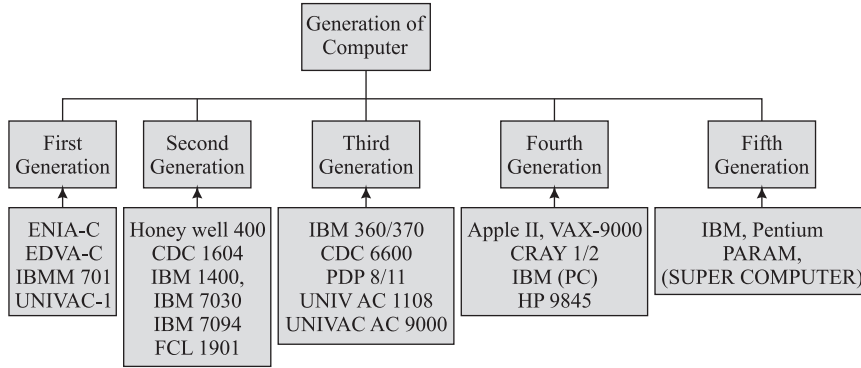 Generation of
Computer
First
Generation
Second
Generation
Third
Generation
Fourth
Generation
Fifth
Generation
ENIA-C
EDVA-C
IBMM 701
UNIVAC-1
Honey well 400
CDC 1604
IBM 1400,
IBM 7030
IBM 7094
FCL 1901
IBM 360/370
CDC 6600
PDP 8/11
UNIV AC 1108
UNIVAC AC 9000
Apple II, VAX-9000
CRAY 1/2
IBM (PC)
HP 9845
IBM, Pentium
PARAM,
(SUPER COMPUTER)